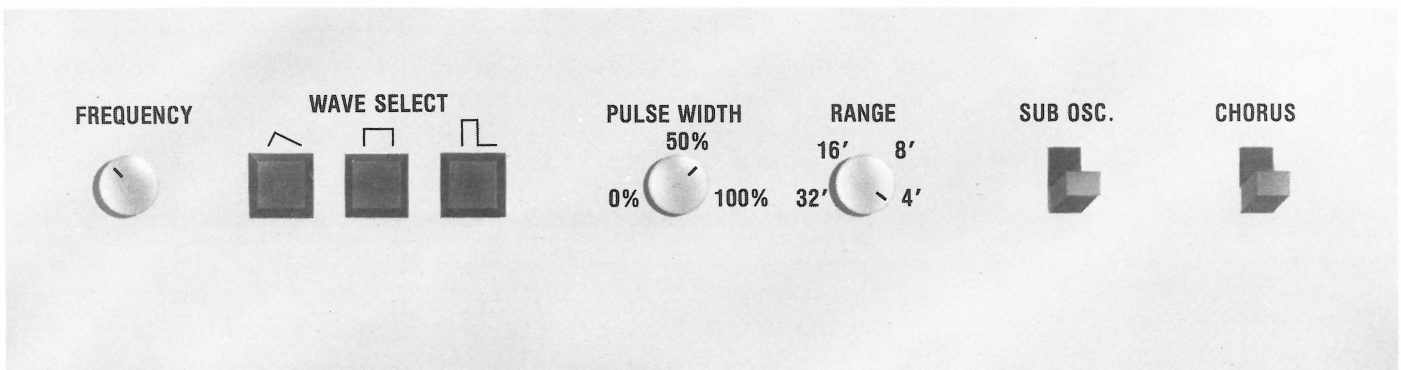 FREQUENCY
WAVE SELECT
PULSE WIDTH
50%
0%
100%
RANGE
16′
8′
32′
4′
SUB OSC.
CHORUS